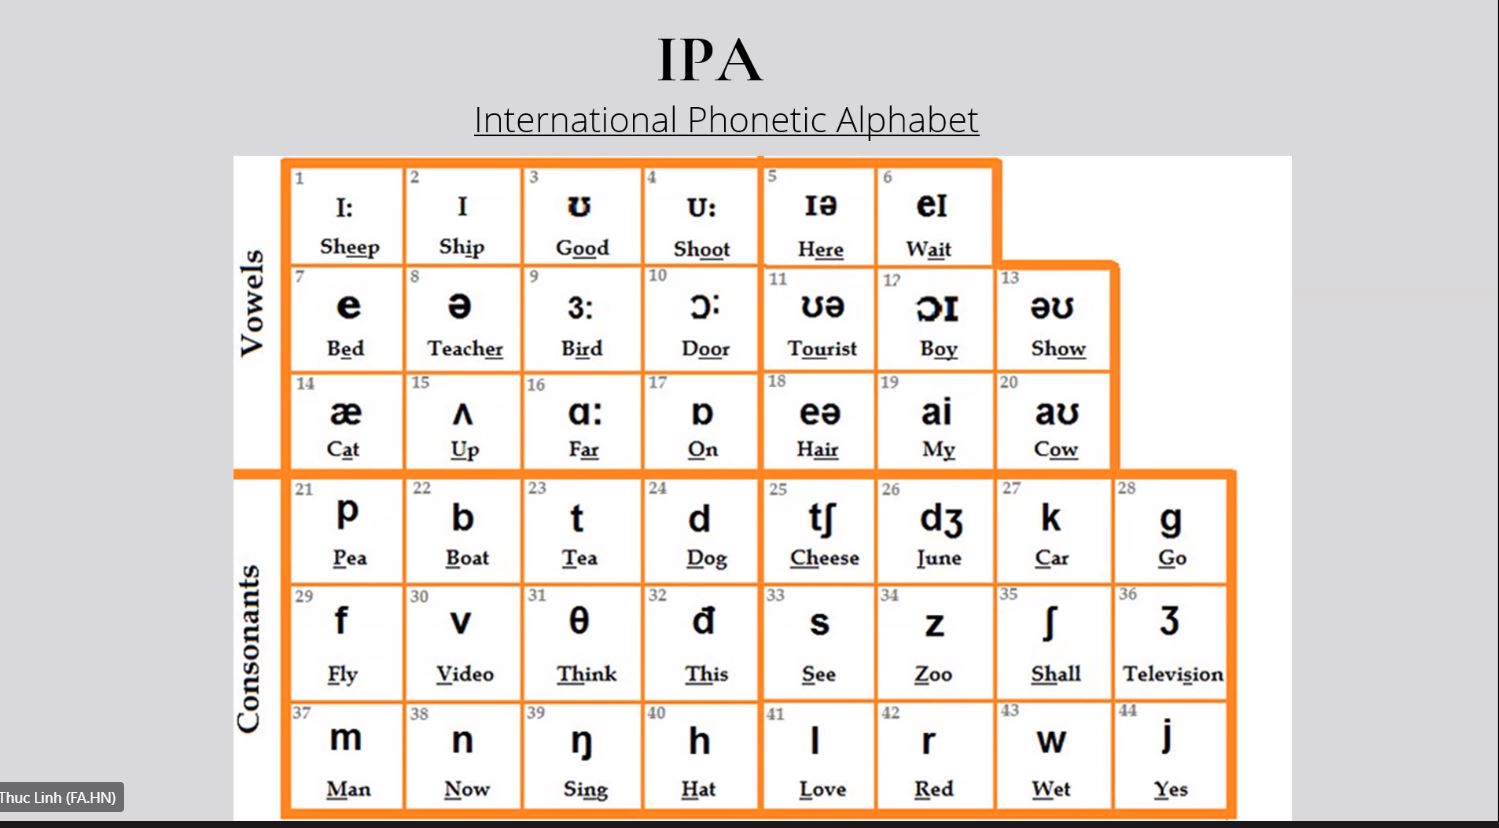 IPA
International Phonetic Alphabet
Vowels
1 2 3 4 5 6
I: I ʊ U: ɪə eI
Sheep Ship Good Shoot Here Wait
7 8 9 10 11 12 13
e ə 3: ɔ: ʊə ɔɪ əʊ
Bed Teacher Bird Door Tourist Boy Show
14 15 16 17 18 19 20
æ ʌ ɑ: ɒ eə ai aʊ
Cat Up Far On Hair My Cow
Consonants
21 22 23 24 25 26 27 28
p b t d tʃ dʒ k g
Pea Boat Tea Dog Cheese June Car Go
29 30 31 32 33 34 35 36
f v θ đ s z ʃ ʒ
Fly Video Think This See Zoo Shall Television
37 38 39 40 41 42 43 44
m n ŋ h l r w j
Man Now Sing Hat Love Red Wet Yes
Thuc Linh (FA.HN)